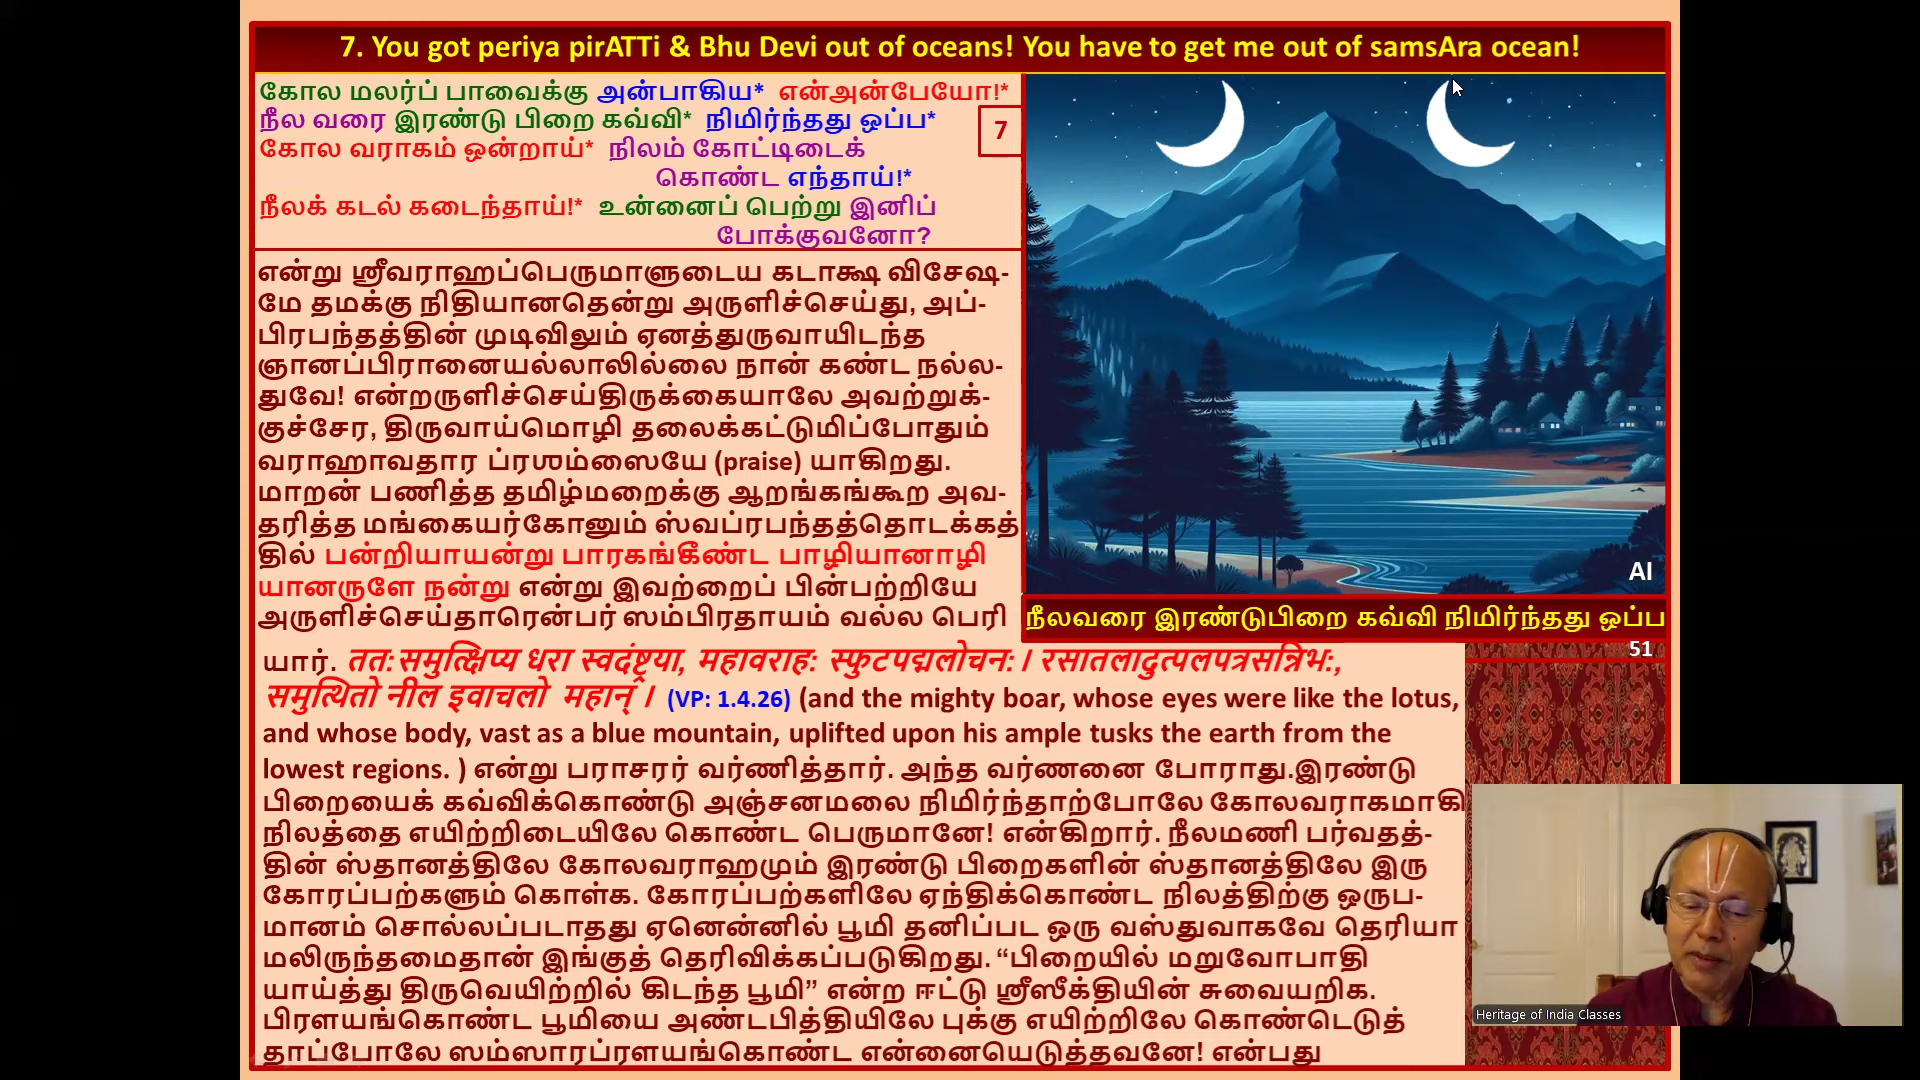 7. You got periya pirATTi & Bhu Devi out of oceans! You have to get me out of samsAra ocean!
கோல மலர்ப் பாவைக்கு அன்பாகிய* என்அன்பேயோ!*
நீல வரை இரண்டு பிறை கவ்வி* நிமிர்ந்தது ஒப்ப*
கோல வராகம் ஒன்றாய்* நிலம் கோட்டிடைக்
கொண்ட எந்தாய்!*
நீலக் கடல் கடைந்தாய்!* உன்னைப் பெற்று இனிப்
போக்குவனோ?
7
என்று ஸ்ரீவராஹப்பெருமாளுடைய கடாக்ஷ விசேஷ-
மே தமக்கு நிதியானதென்று அருளிச்செய்து, அப்-
பிரபந்தத்தின் முடிவிலும் ஏனத்துருவாயிடந்த
ஞானப்பிரானையல்லாலில்லை நான் கண்ட நல்ல-
துவே! என்றருளிச்செய்திருக்கையாலே அவற்றுக்-
குச்சேர, திருவாய்மொழி தலைக்கட்டுமிப்போதும்
வராஹாவதார ப்ரஶம்ஸையே (praise) யாகிறது.
மாறன் பணித்த தமிழ்மறைக்கு ஆறங்கங்கூற அவ-
தரித்த மங்கையர்கோனும் ஸ்வப்ரபந்தத்தொடக்கத்
தில் பன்றியாயன்று பாரகங்கீண்ட பாழியானாழி
யானருளே நன்று என்று இவற்றைப் பின்பற்றியே
அருளிச்செய்தாரென்பர் ஸம்பிரதாயம் வல்ல பெரி
AI
நீலவரை இரண்டுபிறை கவ்வி நிமிர்ந்தது ஒப்ப
51
யார். ततः समुत्क्षिप्य धरा स्वदंष्ट्रया, महावराहः स्फुटपद्मलोचनः । रसातलादुत्पलपत्रसन्निभः,
समुत्थितो नील इवाचलो महान् । (VP: 1.4.26) (and the mighty boar, whose eyes were like the lotus,
and whose body, vast as a blue mountain, uplifted upon his ample tusks the earth from the
lowest regions. ) என்று பராசரர் வர்ணித்தார். அந்த வர்ணனை போராது.இரண்டு
பிறையைக் கவ்விக்கொண்டு அஞ்சனமலை நிமிர்ந்தாற்போலே கோலவராகமாகி
நிலத்தை எயிற்றிடையிலே கொண்ட பெருமானே! என்கிறார். நீலமணி பர்வதத்-
தின் ஸ்தானத்திலே கோலவராஹமும் இரண்டு பிறைகளின் ஸ்தானத்திலே இரு
கோரப்பற்களும் கொள்க. கோரப்பற்களிலே ஏந்திக்கொண்ட நிலத்திற்கு ஒருப-
மானம் சொல்லப்படாதது ஏனென்னில் பூமி தனிப்பட ஒரு வஸ்துவாகவே தெரியா
மலிருந்தமைதான் இங்குத் தெரிவிக்கப்படுகிறது. “பிறையில் மறுவோபாதி
யாய்த்து திருவெயிற்றில் கிடந்த பூமி” என்ற ஈட்டு ஸ்ரீஸீக்தியின் சுவையறிக.
பிரளயங்கொண்ட பூமியை அண்டபித்தியிலே புக்கு எயிற்றிலே கொண்டெடுத்
தாப்போலே ஸம்ஸாரப்ரளயங்கொண்ட என்னையெடுத்தவனே! என்பது
Heritage of India Classes